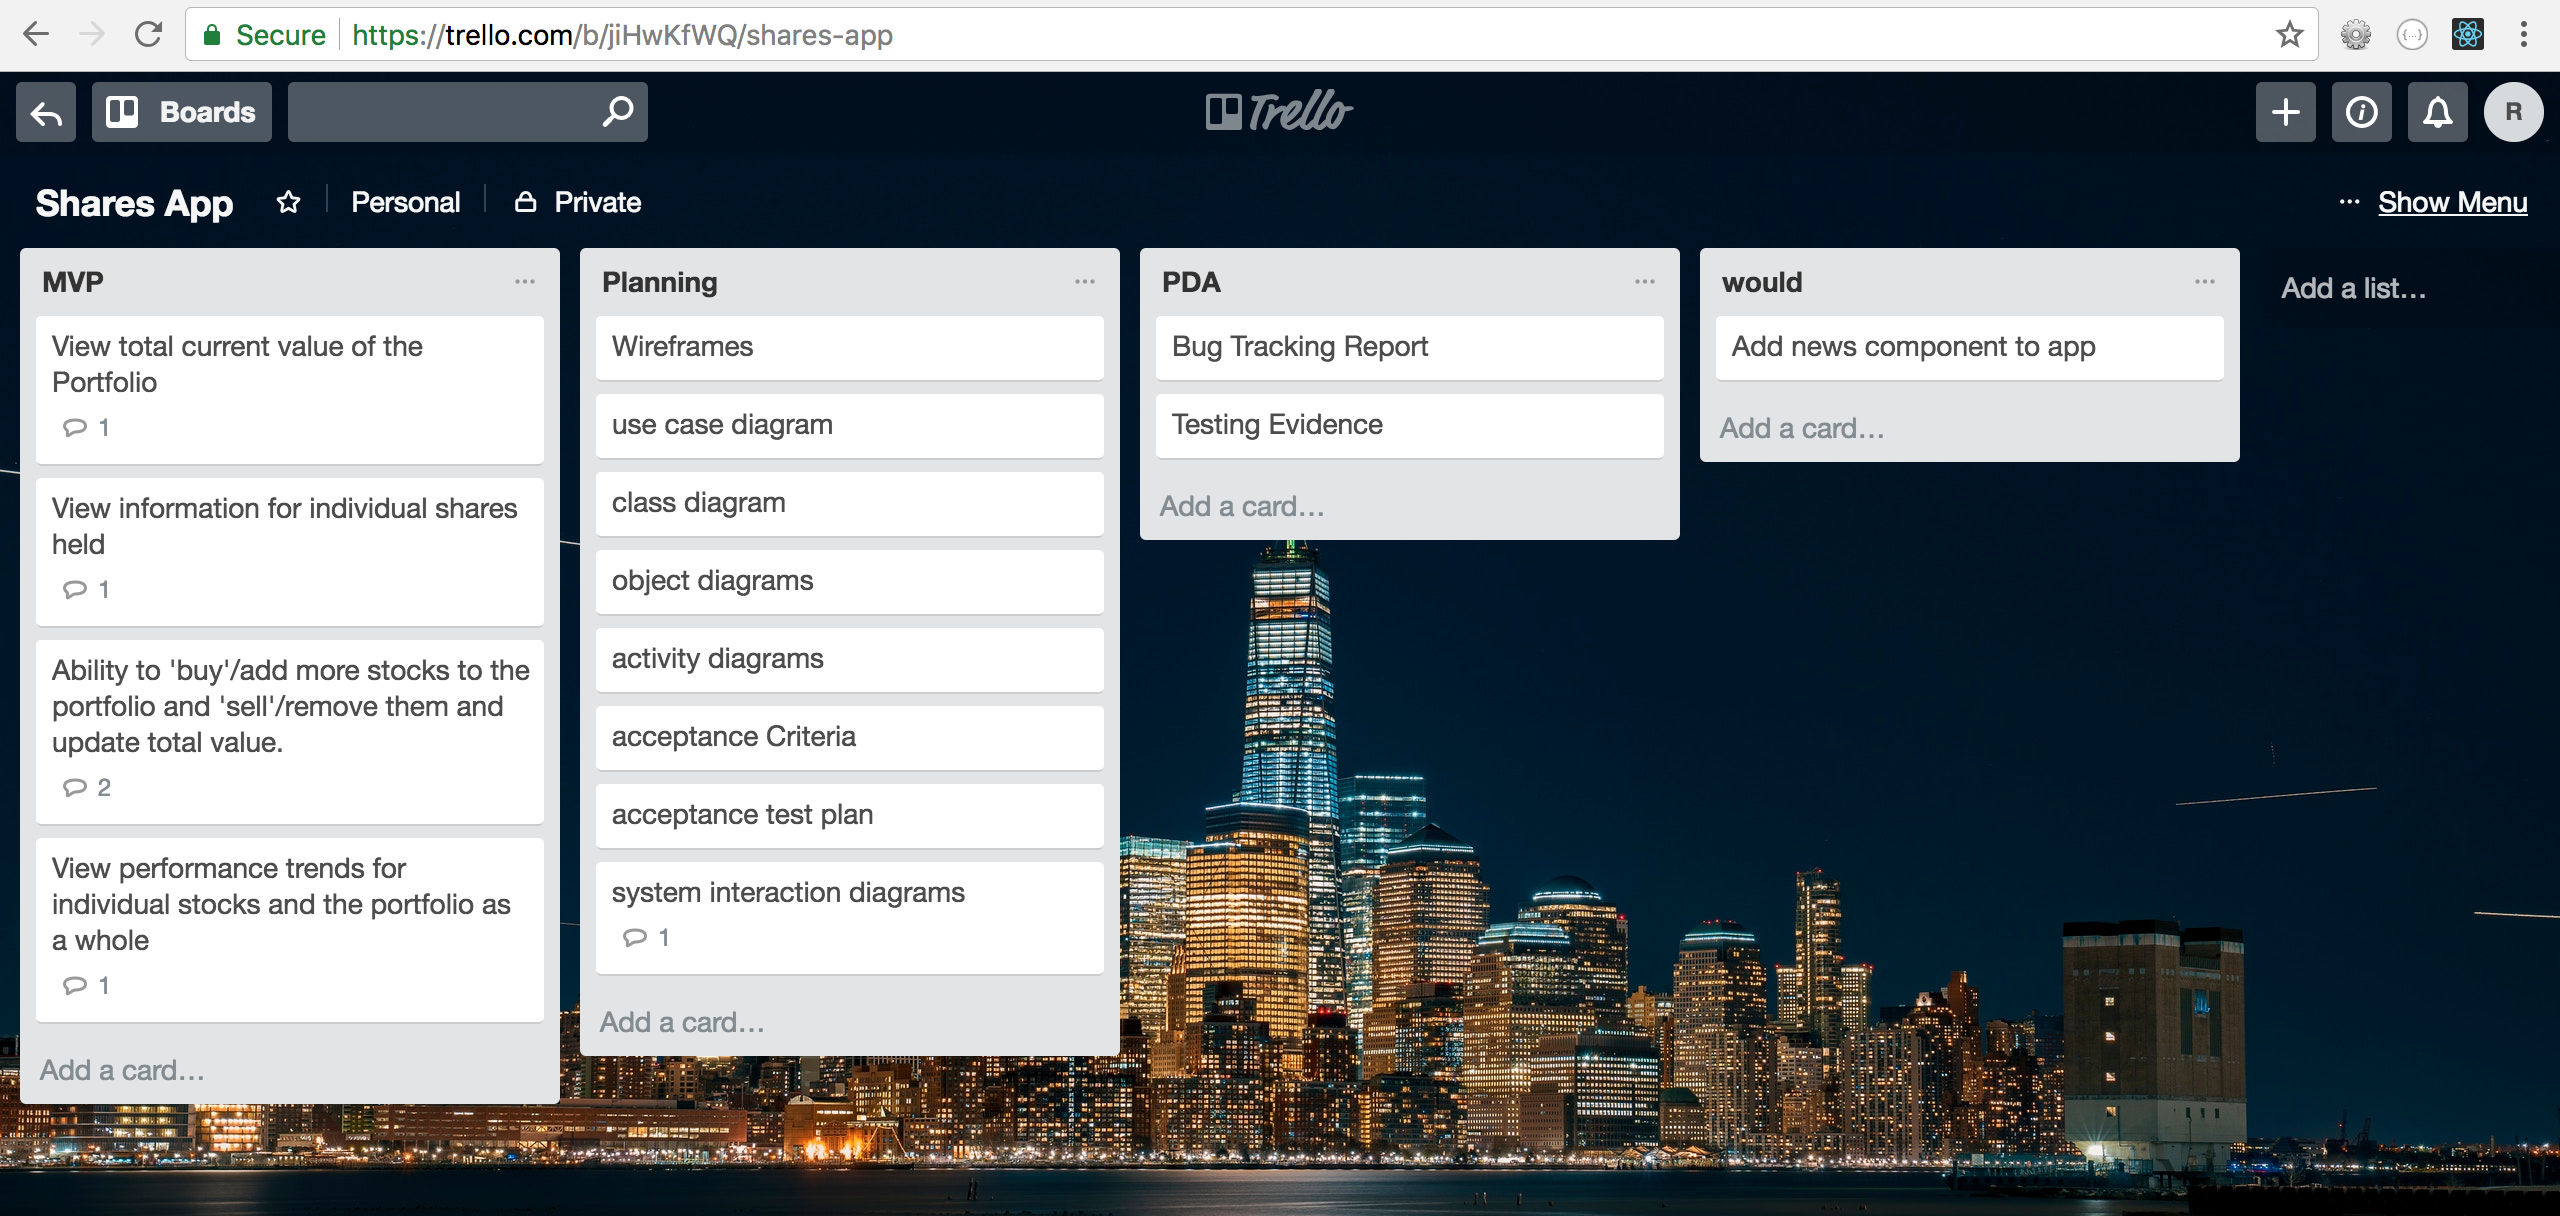 Secure https://trello.com/b/jiHwKfWQ/shares-app
Boards
Trello
R
Shares App Personal Private
... Show Menu
MVP
View total current value of the
Portfolio
1
View information for individual shares
held
1
Ability to 'buy'/add more stocks to the
portfolio and 'sell'/remove them and
update total value.
2
View performance trends for
individual stocks and the portfolio as
a whole
1
Add a card...
Planning
Wireframes
use case diagram
class diagram
object diagrams
activity diagrams
acceptance Criteria
acceptance test plan
system interaction diagrams
1
Add a card...
PDA
Bug Tracking Report
Testing Evidence
Add a card...
would
Add news component to app
Add a card...
Add a list...